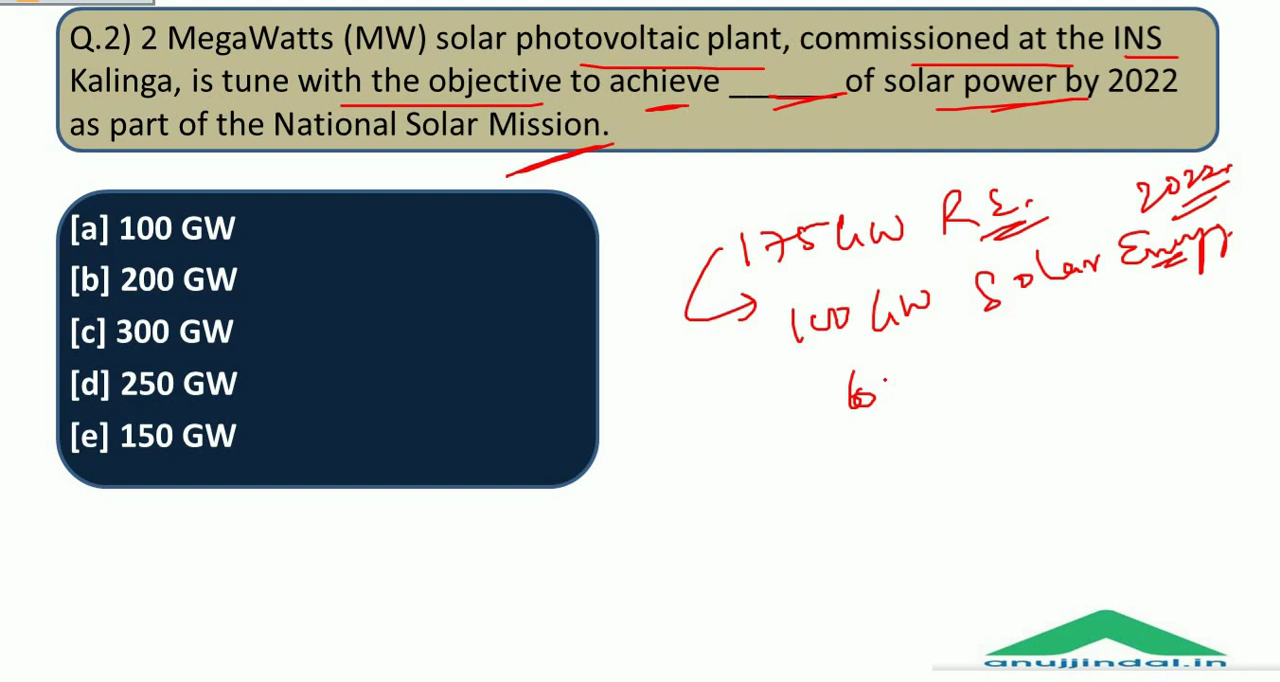 Q.2) 2 MegaWatts (MW) solar photovoltaic plant, commissioned at the INS
Kalinga, is tune with the objective to achieve ______ of solar power by 2022
as part of the National Solar Mission.
[a] 100 GW
[b] 200 GW
[c] 300 GW
[d] 250 GW
[e] 150 GW
175 GW R E. 2022.
100 GW Solar Energy.
anujjindal.in